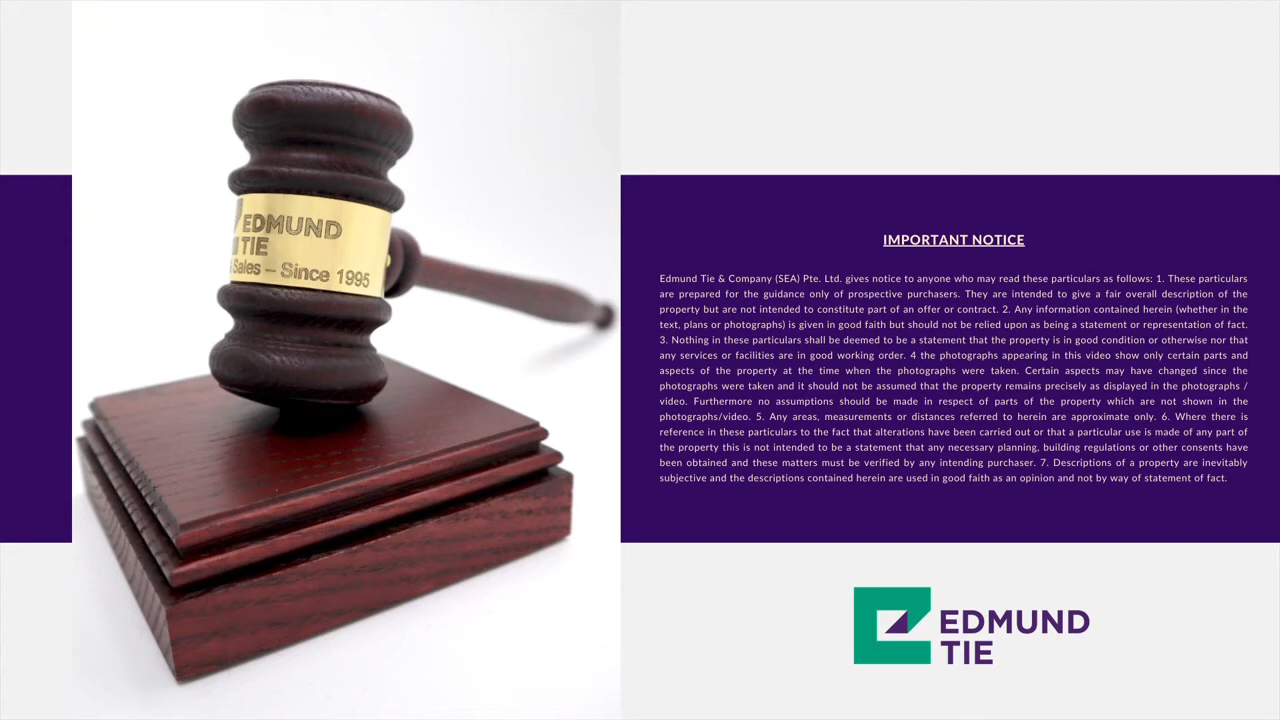 EDMUND
TIE
Sales – Since 1995
IMPORTANT NOTICE
Edmund Tie & Company (SEA) Pte. Ltd. gives notice to anyone who may read these particulars as follows: 1. These particulars
are prepared for the guidance only of prospective purchasers. They are intended to give a fair overall description of the
property but are not intended to constitute part of an offer or contract. 2. Any information contained herein (whether in the
text, plans or photographs) is given in good faith but should not be relied upon as being a statement or representation of fact.
3. Nothing in these particulars shall be deemed to be a statement that the property is in good condition or otherwise nor that
any services or facilities are in good working order. 4 the photographs appearing in this video show only certain parts and
aspects of the property at the time when the photographs were taken. Certain aspects may have changed since the
photographs were taken and it should not be assumed that the property remains precisely as displayed in the photographs /
video. Furthermore no assumptions should be made in respect of parts of the property which are not shown in the
photographs/video. 5. Any areas, measurements or distances referred to herein are approximate only. 6. Where there is
reference in these particulars to the fact that alterations have been carried out or that a particular use is made of any part of
the property this is not intended to be a statement that any necessary planning, building regulations or other consents have
been obtained and these matters must be verified by any intending purchaser. 7. Descriptions of a property are inevitably
subjective and the descriptions contained herein are used in good faith as an opinion and not by way of statement of fact.
EDMUND
TIE